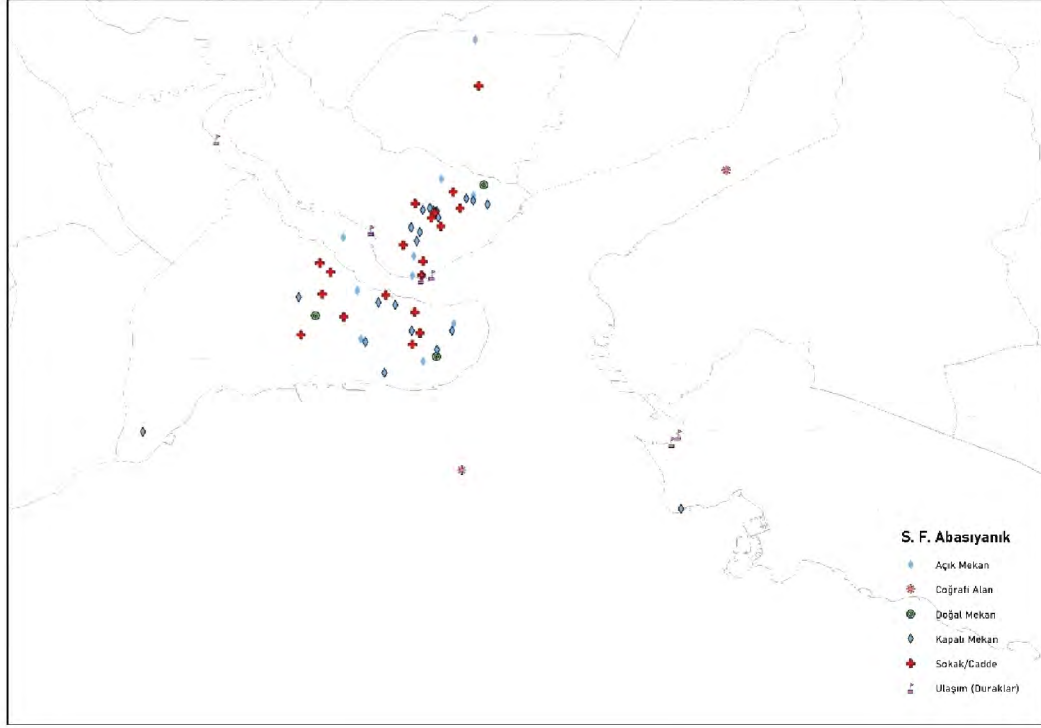 S. F. Abasıyanık
Açık Mekan
Coğrafi Alan
Doğal Mekan
Kapalı Mekan
Sokak/Cadde
Ulaşım (Duraklar)